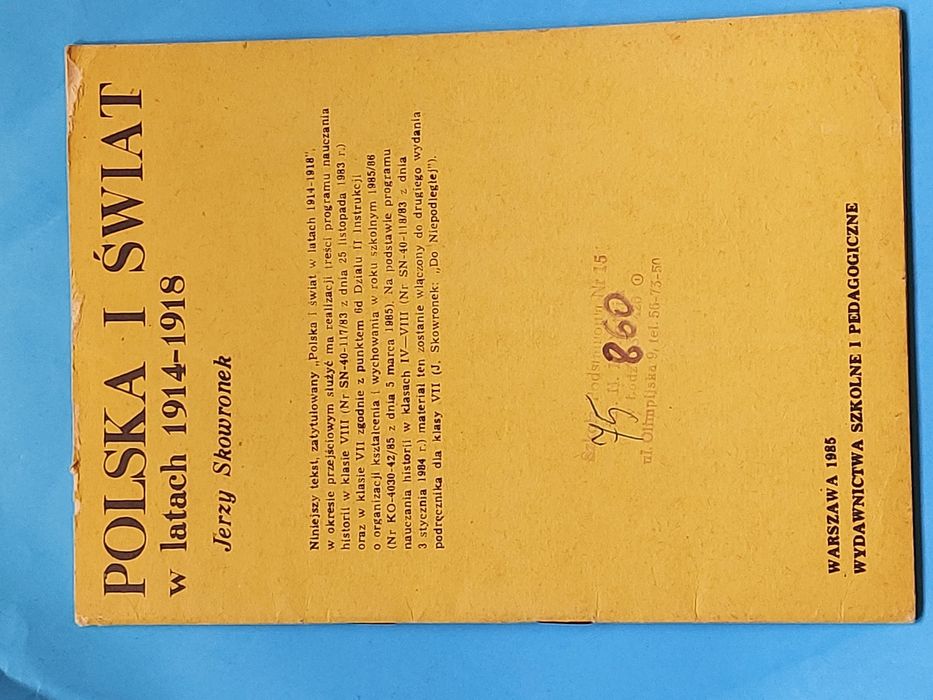 POLSKA I ŚWIAT
w latach 1914–1918
Jerzy Skowronek
Niniejszy tekst, zatytułowany „Polska i świat w latach 1914-1918",
w okresie przejściowym służyć ma realizacji treści programu nauczania
historii w klasie VIII (Nr SN-40-117/83 z dnia 25 listopada 1983 r.)
oraz w klasie VII zgodnie z punktem 6d Działu II Instrukcji
o organizacji kształcenia i wychowania w roku szkolnym 1985/86
(Nr KO-4030-42/85 z dnia 5 marca 1985). Na podstawie programu
nauczania historii w klasach IV—VIII (Nr SN-40-118/83 z dnia
3 stycznia 1984 r.) materiał ten zostanie włączony do drugiego wydania
podręcznika dla klasy VII (J. Skowronek: „Do Niepodległej").
Podstawowa Nr 15
75
860
Łódź
ul. Olimpijska 9, tel. 56-73-50
WARSZAWA 1985
WYDAWNICTWA SZKOLNE I PEDAGOGICZNE